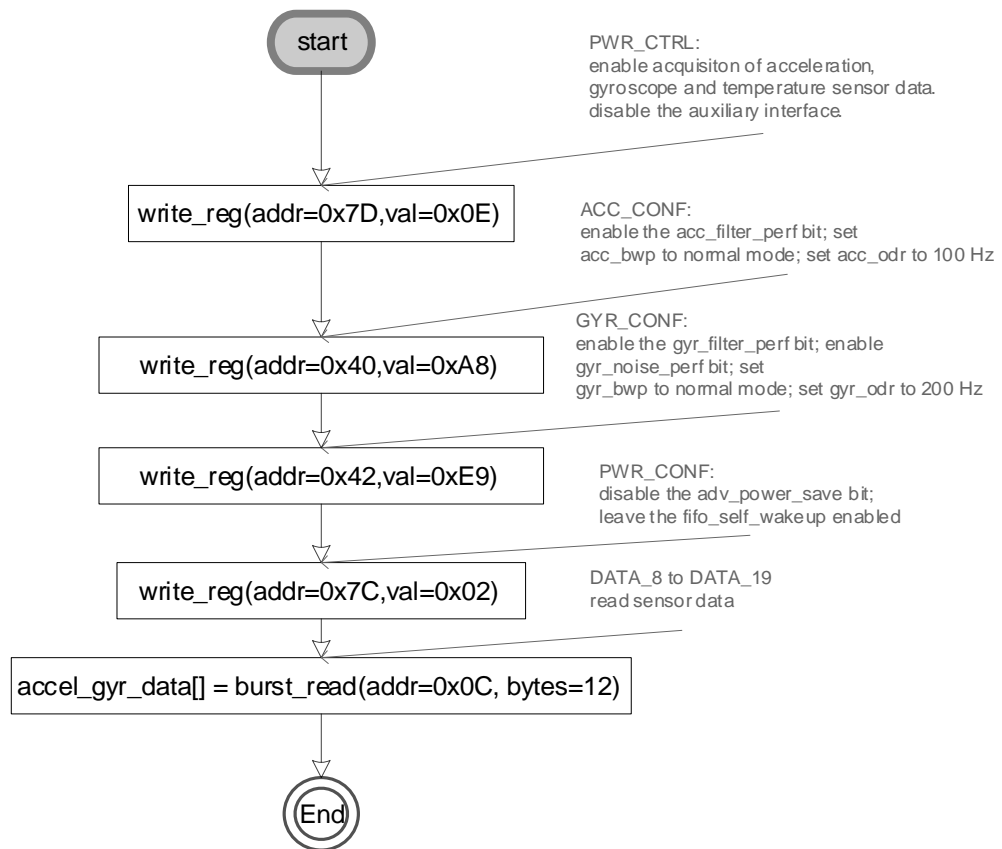 start
PWR_CTRL:
enable acquisiton of acceleration,
gyroscope and temperature sensor data.
disable the auxiliary interface.
write_reg(addr=0x7D,val=0x0E)
ACC_CONF:
enable the acc_filter_perf bit; set
acc_bwp to normal mode; set acc_odr to 100 Hz
write_reg(addr=0x40,val=0xA8)
GYR_CONF:
enable the gyr_filter_perf bit; enable
gyr_noise_perf bit; set
gyr_bwp to normal mode; set gyr_odr to 200 Hz
write_reg(addr=0x42,val=0xE9)
PWR_CONF:
disable the adv_power_save bit;
leave the fifo_self_wakeup enabled
write_reg(addr=0x7C,val=0x02)
DATA_8 to DATA_19
read sensor data
accel_gyr_data[] = burst_read(addr=0x0C, bytes=12)
End